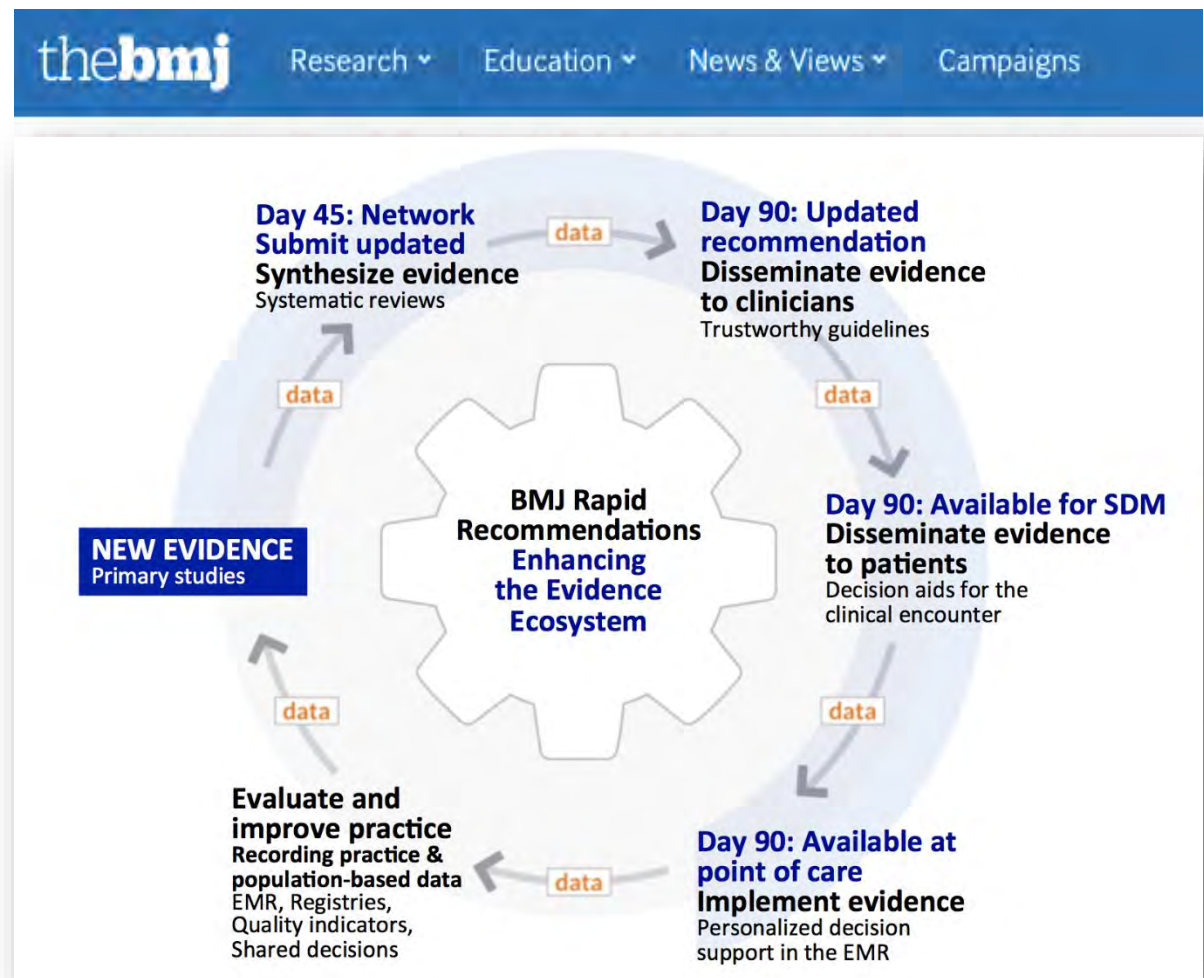 thebmj Research Education News & Views Campaigns
Day 45: Network
Submit updated
Synthesize evidence
Systematic reviews
data
Day 90: Updated
recommendation
Disseminate evidence
to clinicians
Trustworthy guidelines
data
Day 90: Available for SDM
Disseminate evidence
to patients
Decision aids for the
clinical encounter
data
Day 90: Available at
point of care
Implement evidence
Personalized decision
support in the EMR
data
Evaluate and
improve practice
Recording practice &
population-based data
EMR, Registries,
Quality indicators,
Shared decisions
data
NEW EVIDENCE
Primary studies
data
BMJ Rapid
Recommendations
Enhancing
the Evidence
Ecosystem